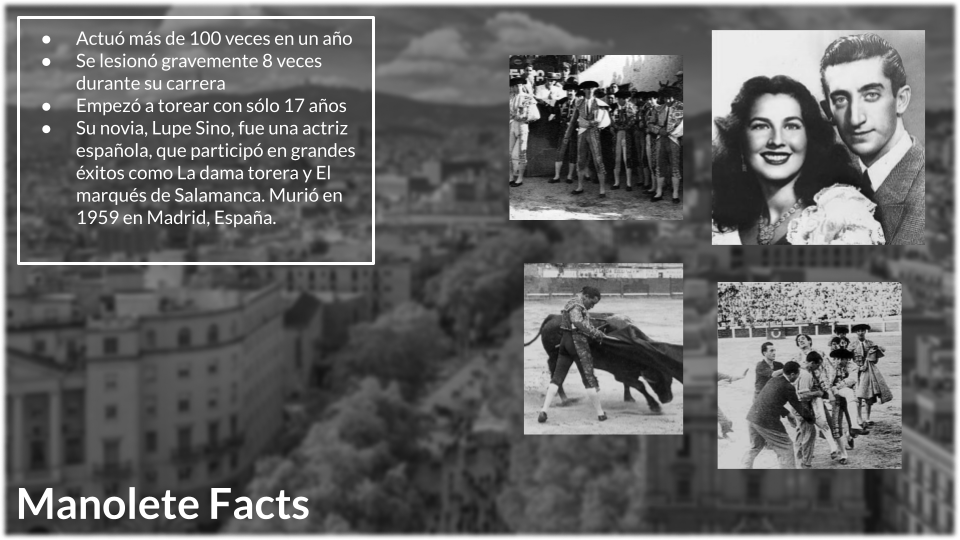 ● Actuó más de 100 veces en un año
● Se lesionó gravemente 8 veces
durante su carrera
● Empezó a torear con sólo 17 años
● Su novia, Lupe Sino, fue una actriz
española, que participó en grandes
éxitos como La dama torera y El
marqués de Salamanca. Murió en
1959 en Madrid, España.
Manolete Facts